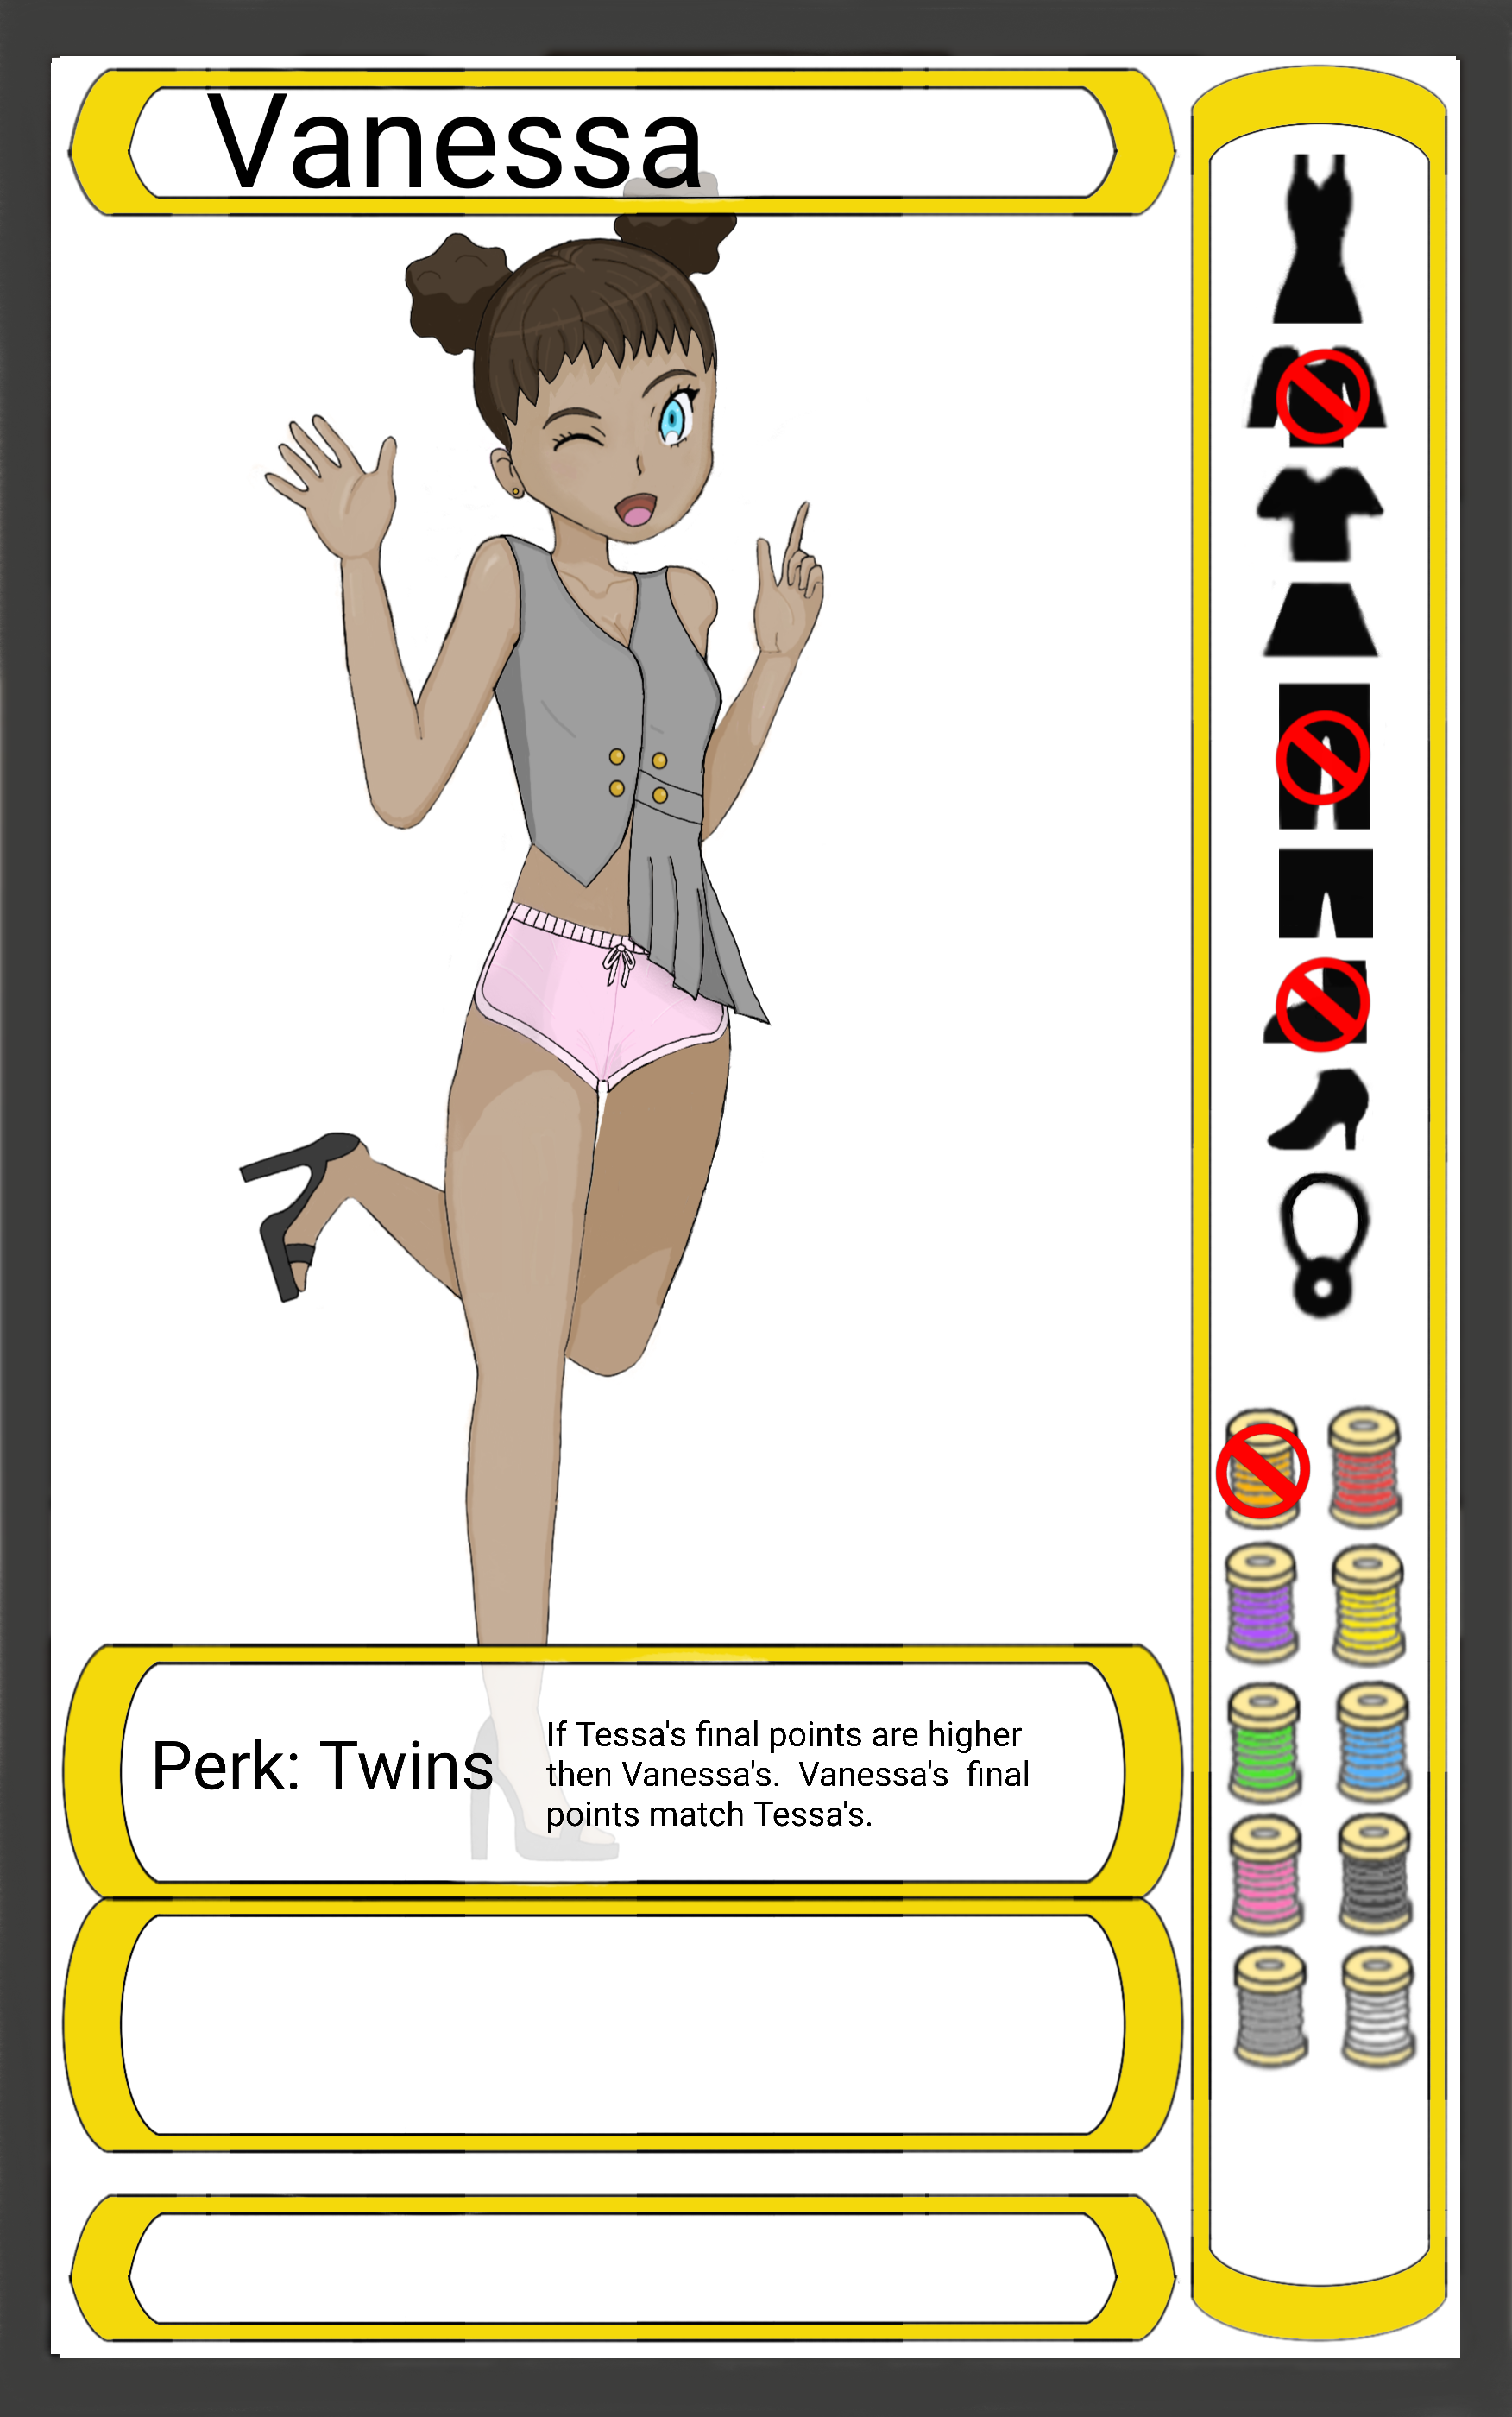 Vanessa
Perk: Twins
If Tessa's final points are higher
then Vanessa's.  Vanessa's  final
points match Tessa's.